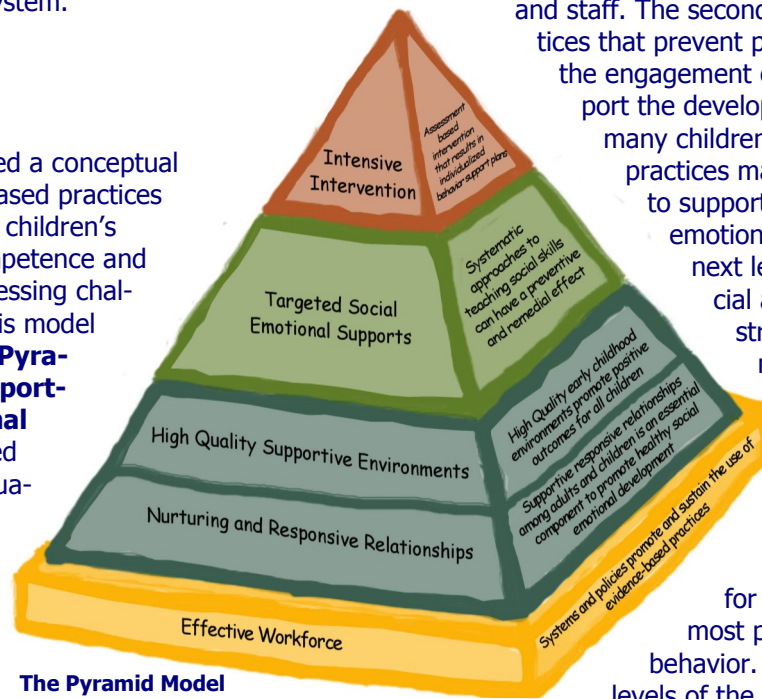 ystem.
ed a conceptual
ased practices
children's
mpetence and
essing chal-
is model
Pyra-
port-
nal
ed
ua-
and staff. The second
tices that prevent p
the engagement
port the develop
many children
practices ma
to support
emotion
next le
cial a
str
for
most p
behavior.
levels of the
Intensive
Intervention
Assessment
based
intervention
that results in
individualized
behavior support plans
Targeted Social
Emotional Supports
Systematic
approaches to
teaching social skills
can have a preventive
and remedial effect
High Quality Supportive Environments
High Quality early childhood
environments promote positive
outcomes for all children
Nurturing and Responsive Relationships
Supportive responsive relationships
among adults and children is an essential
component to promote healthy social
emotional development
Effective Workforce
Systems and policies promote and sustain the use of
evidence-based practices
The Pyramid Model